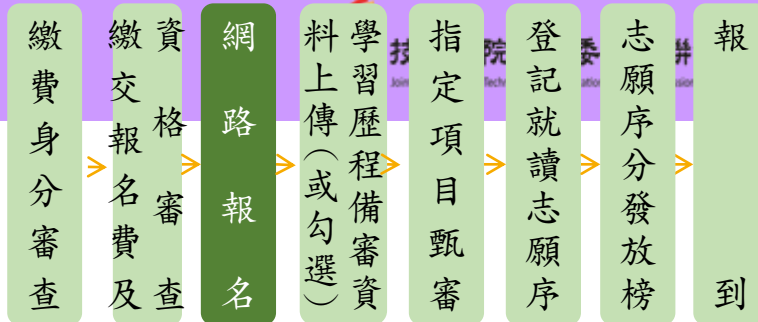 繳費身分審查
資格審查
繳交報名費及
網路報名
學習歷程備審資
料上傳（或勾選）
指定項目甄審
登記就讀志願序
志願序分發放榜
報到